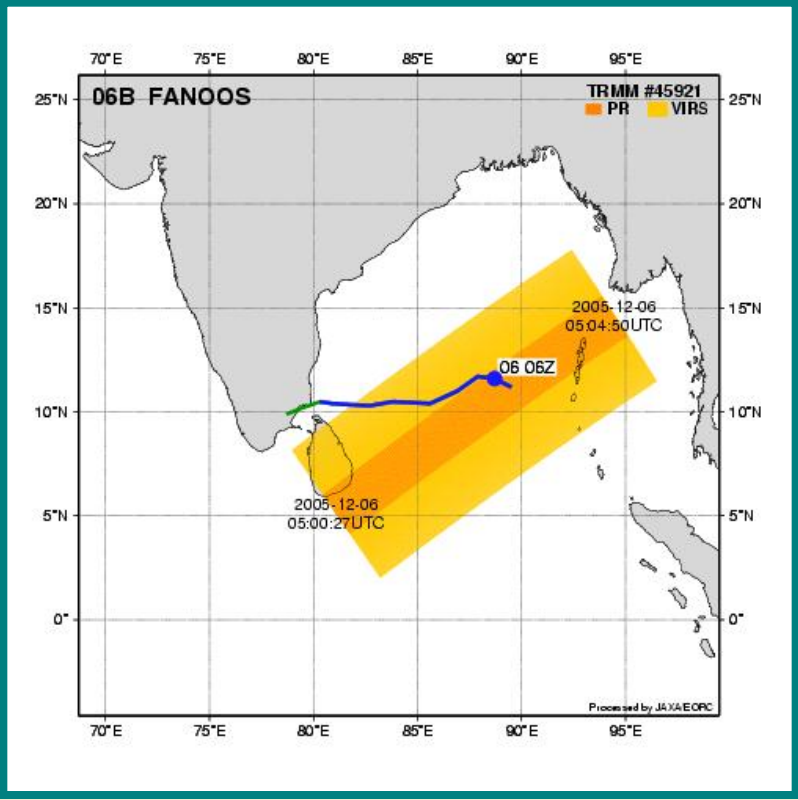 70°E 75°E 80°E 85°E 90°E 95°E
06B FANOOS
TRMM #45921
PR VIRS
25°N 25°N
20°N 20°N
15°N 15°N
2005-12-06
05:04:50UTC
06 06Z
10°N 10°N
2005-12-06
05:00:27UTC
5°N 5°N
0° 0°
Processed by JAXA/EORC
70°E 75°E 80°E 85°E 90°E 95°E